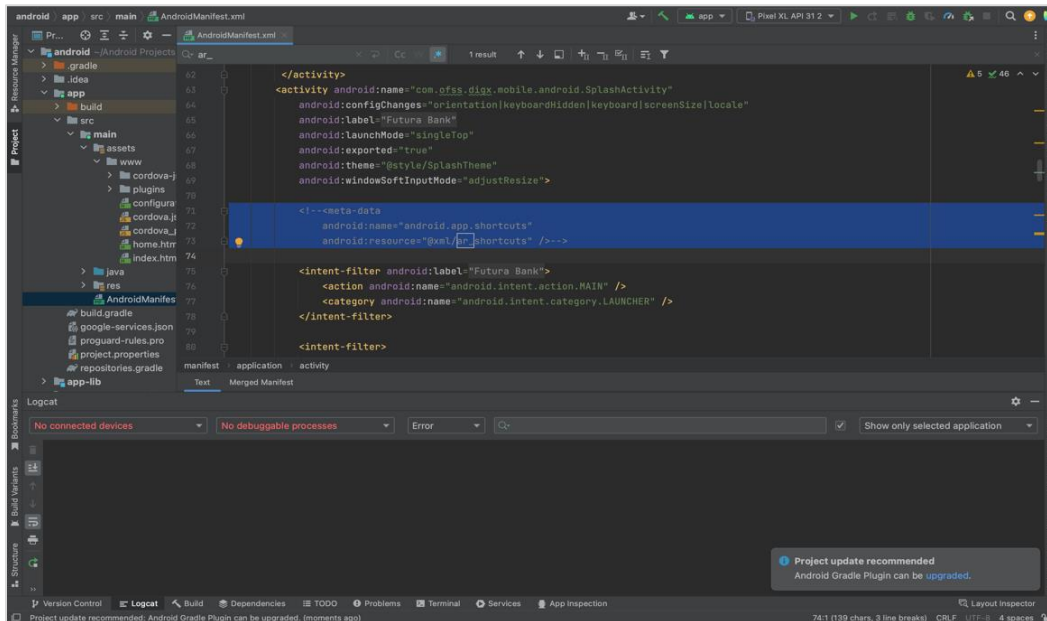 android app src main AndroidManifest.xml
app
Pixel XL API 31 2
Pr...
AndroidManifest.xml
android ~/Android Projects
ar_
Cc
1 result
.gradle
.idea
app
build
src
main
assets
www
cordova-j
plugins
configura
cordova.js
cordova_p
home.htm
index.htm
java
res
AndroidManifes
build.gradle
google-services.json
proguard-rules.pro
project.properties
repositories.gradle
app-lib
5 46
62 </activity>
63 <activity android:name="com.ofss.digx.mobile.android.SplashActivity"
64 android:configChanges="orientation|keyboardHidden|keyboard|screenSize|locale"
65 android:label="Futura Bank"
66 android:launchMode="singleTop"
67 android:exported="true"
68 android:theme="@style/SplashTheme"
69 android:windowSoftInputMode="adjustResize">
70
71 <!--<meta-data
72 android:name="android.app.shortcuts"
73 android:resource="@xml/ar_shortcuts" />-->
74
75 <intent-filter android:label="Futura Bank">
76 <action android:name="android.intent.action.MAIN" />
77 <category android:name="android.intent.category.LAUNCHER" />
78 </intent-filter>
79
80 <intent-filter>
manifest application activity
Text Merged Manifest
Resource Manager
Project
Bookmarks
Build Variants
Structure
Logcat
No connected devices No debuggable processes Error Show only selected application
Project update recommended
Android Gradle Plugin can be upgraded.
Version Control Logcat Build Dependencies TODO Problems Terminal Services App Inspection Layout Inspector
Project update recommended: Android Gradle Plugin can be upgraded. (moments ago) 74:1 (139 chars, 3 line breaks) CRLF UTF-8 4 spaces